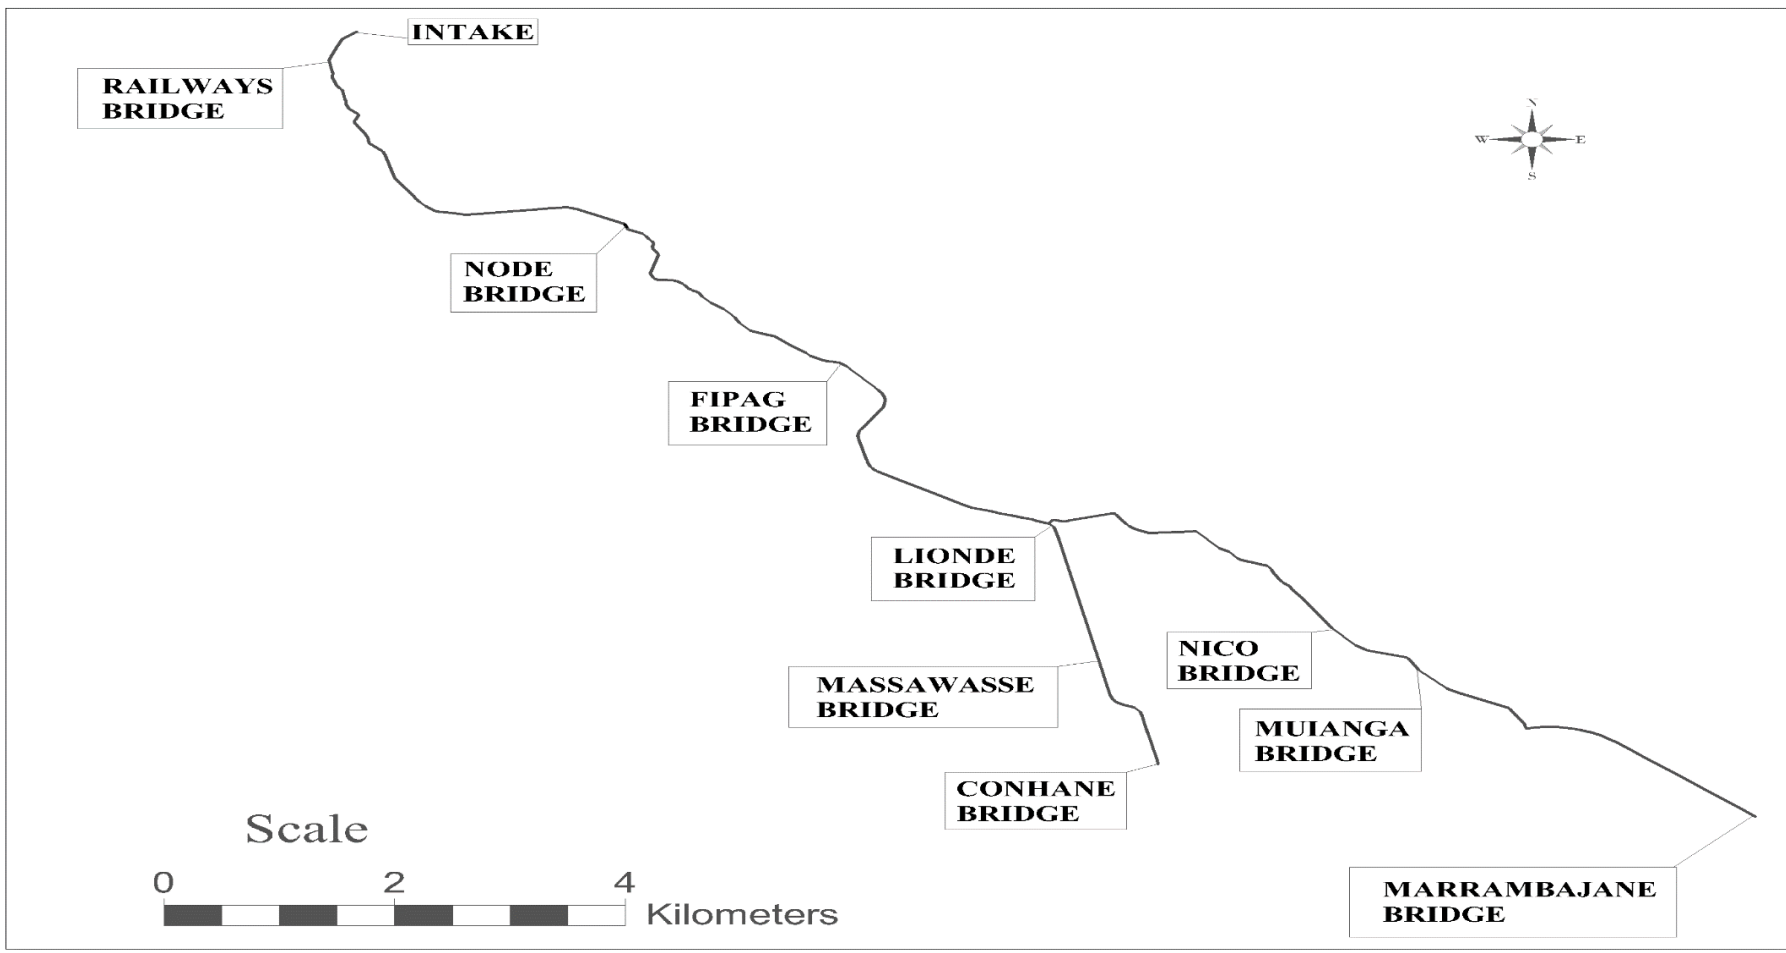 INTAKE
RAILWAYS
BRIDGE
N
W E
S
NODE
BRIDGE
FIPAG
BRIDGE
LIONDE
BRIDGE
NICO
BRIDGE
MASSAWASSE
BRIDGE
MUIANGA
BRIDGE
CONHANE
BRIDGE
Scale
0 2 4
Kilometers
MARRAMBAJANE
BRIDGE